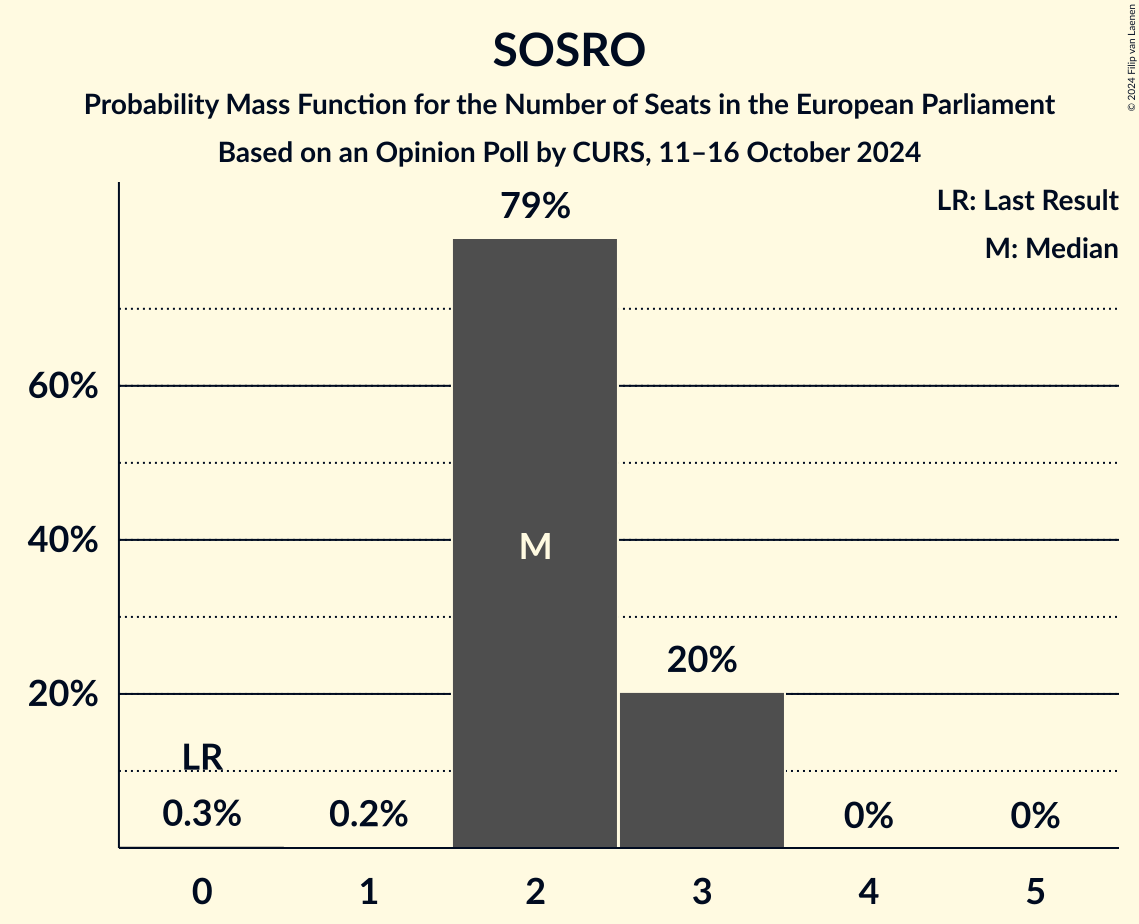 SOSRO
Probability Mass Function for the Number of Seats in the European Parliament
Based on an Opinion Poll by CURS, 11–16 October 2024
© 2024 Filip van Laenen
LR: Last Result
M: Median
79%
60%
40%
M
20%
20%
LR
0.3%
0.2%
0%
0%
0
1
2
3
4
5